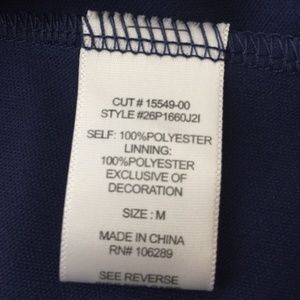 CUT # 15549-00
STYLE #26P1660J2I
SELF: 100%POLYESTER
LINNING:
100%POLYESTER
EXCLUSIVE OF
DECORATION
SIZE : M
MADE IN CHINA
RN# 106289
SEE REVERSE